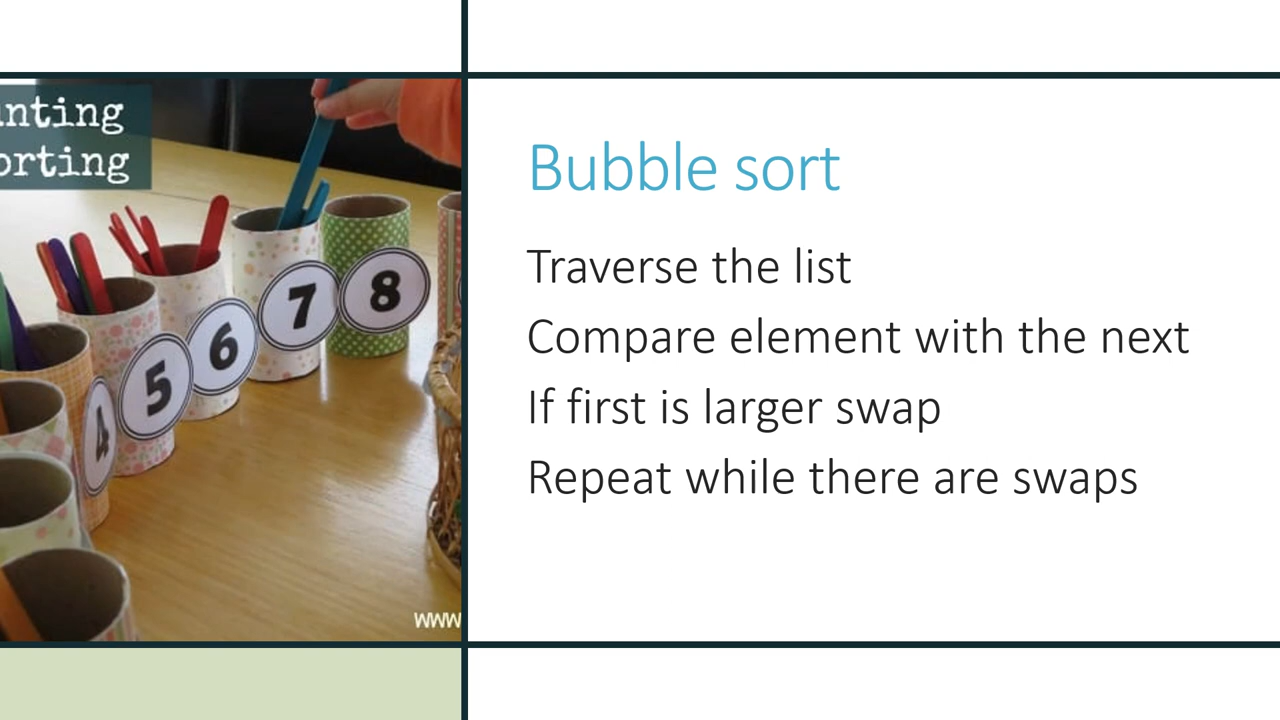 unting
orting
4
5
6
7
8
www
Bubble sort
Traverse the list
Compare element with the next
If first is larger swap
Repeat while there are swaps